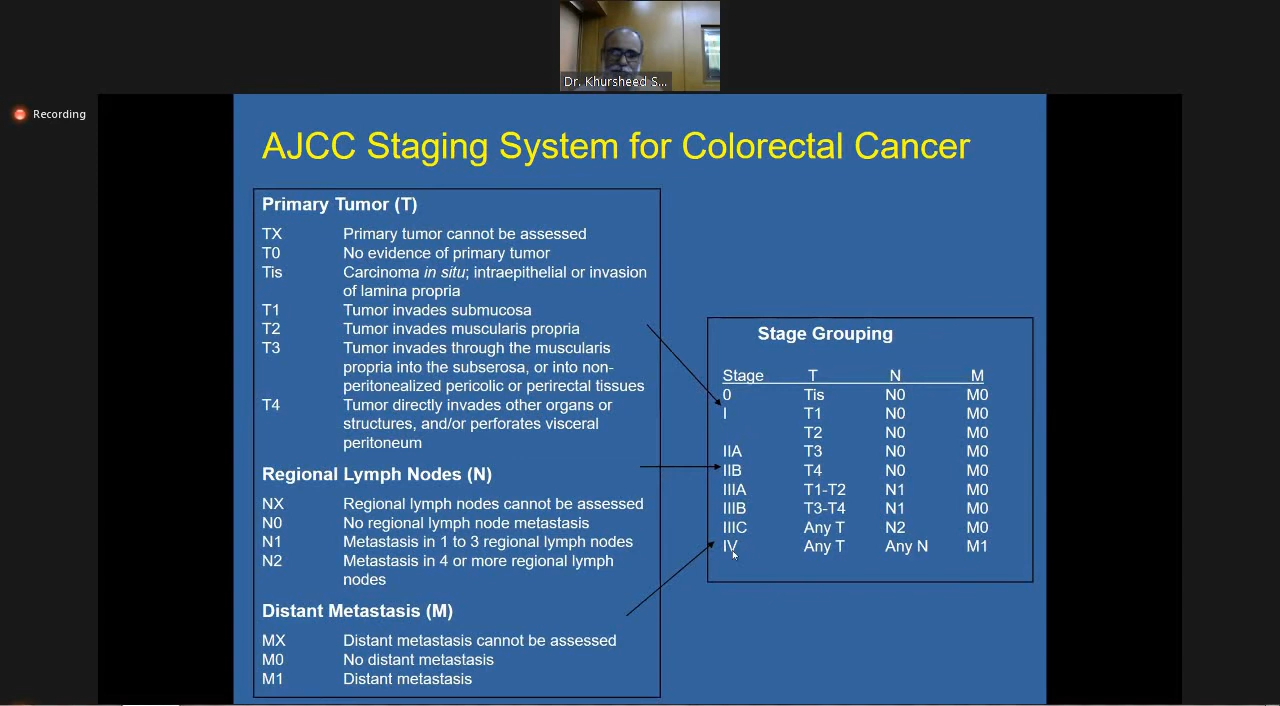 Dr. Khursheed S...
Recording
AJCC Staging System for Colorectal Cancer
Primary Tumor (T)
TX Primary tumor cannot be assessed
T0 No evidence of primary tumor
Tis Carcinoma in situ; intraepithelial or invasion
of lamina propria
T1 Tumor invades submucosa
T2 Tumor invades muscularis propria
T3 Tumor invades through the muscularis
propria into the subserosa, or into non-
peritonealized pericolic or perirectal tissues
T4 Tumor directly invades other organs or
structures, and/or perforates visceral
peritoneum
Regional Lymph Nodes (N)
NX Regional lymph nodes cannot be assessed
N0 No regional lymph node metastasis
N1 Metastasis in 1 to 3 regional lymph nodes
N2 Metastasis in 4 or more regional lymph
nodes
Distant Metastasis (M)
MX Distant metastasis cannot be assessed
M0 No distant metastasis
M1 Distant metastasis
Stage Grouping
Stage T N M
0 Tis N0 M0
I T1 N0 M0
T2 N0 M0
IIA T3 N0 M0
IIB T4 N0 M0
IIIA T1-T2 N1 M0
IIIB T3-T4 N1 M0
IIIC Any T N2 M0
IV Any T Any N M1